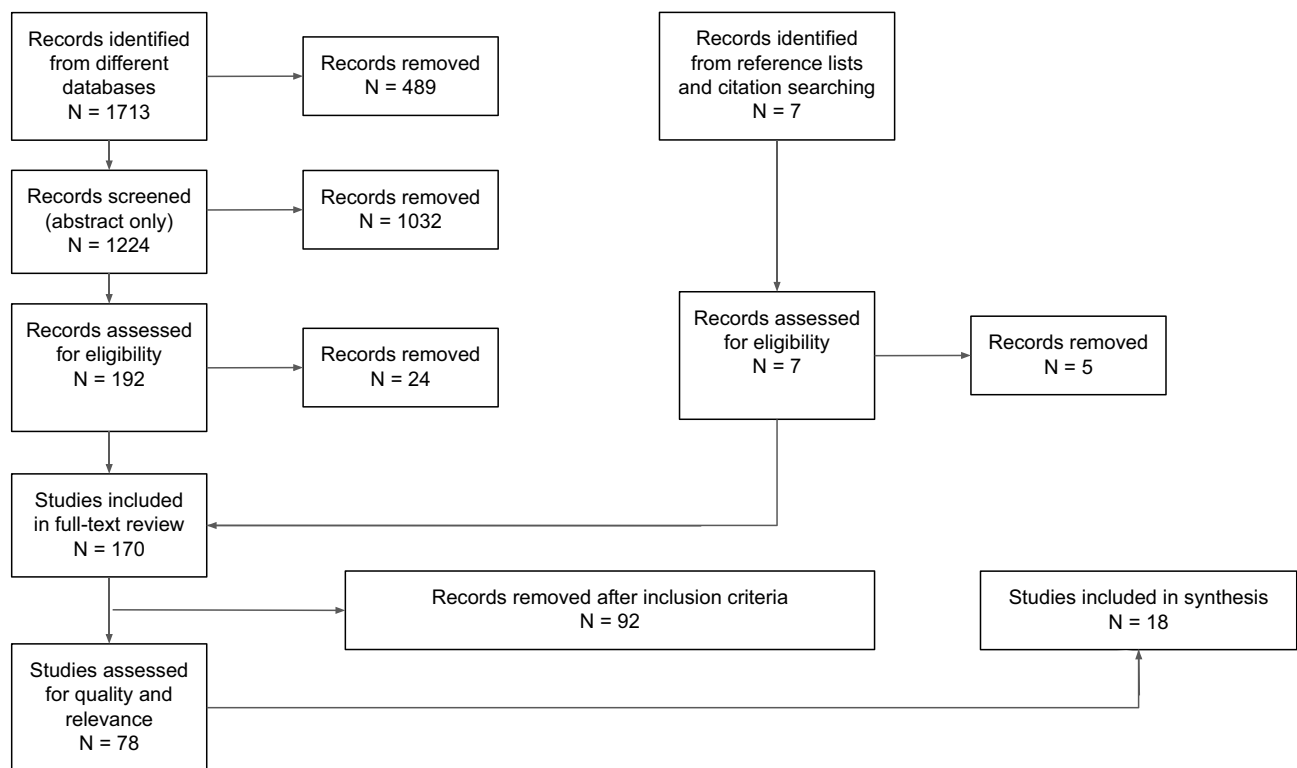 Records identified
from different
databases
N = 1713
Records removed
N = 489
Records identified
from reference lists
and citation searching
N = 7
Records screened
(abstract only)
N = 1224
Records removed
N = 1032
Records assessed
for eligibility
N = 192
Records removed
N = 24
Records assessed
for eligibility
N = 7
Records removed
N = 5
Studies included
in full-text review
N = 170
Records removed after inclusion criteria
N = 92
Studies included in synthesis
N = 18
Studies assessed
for quality and
relevance
N = 78